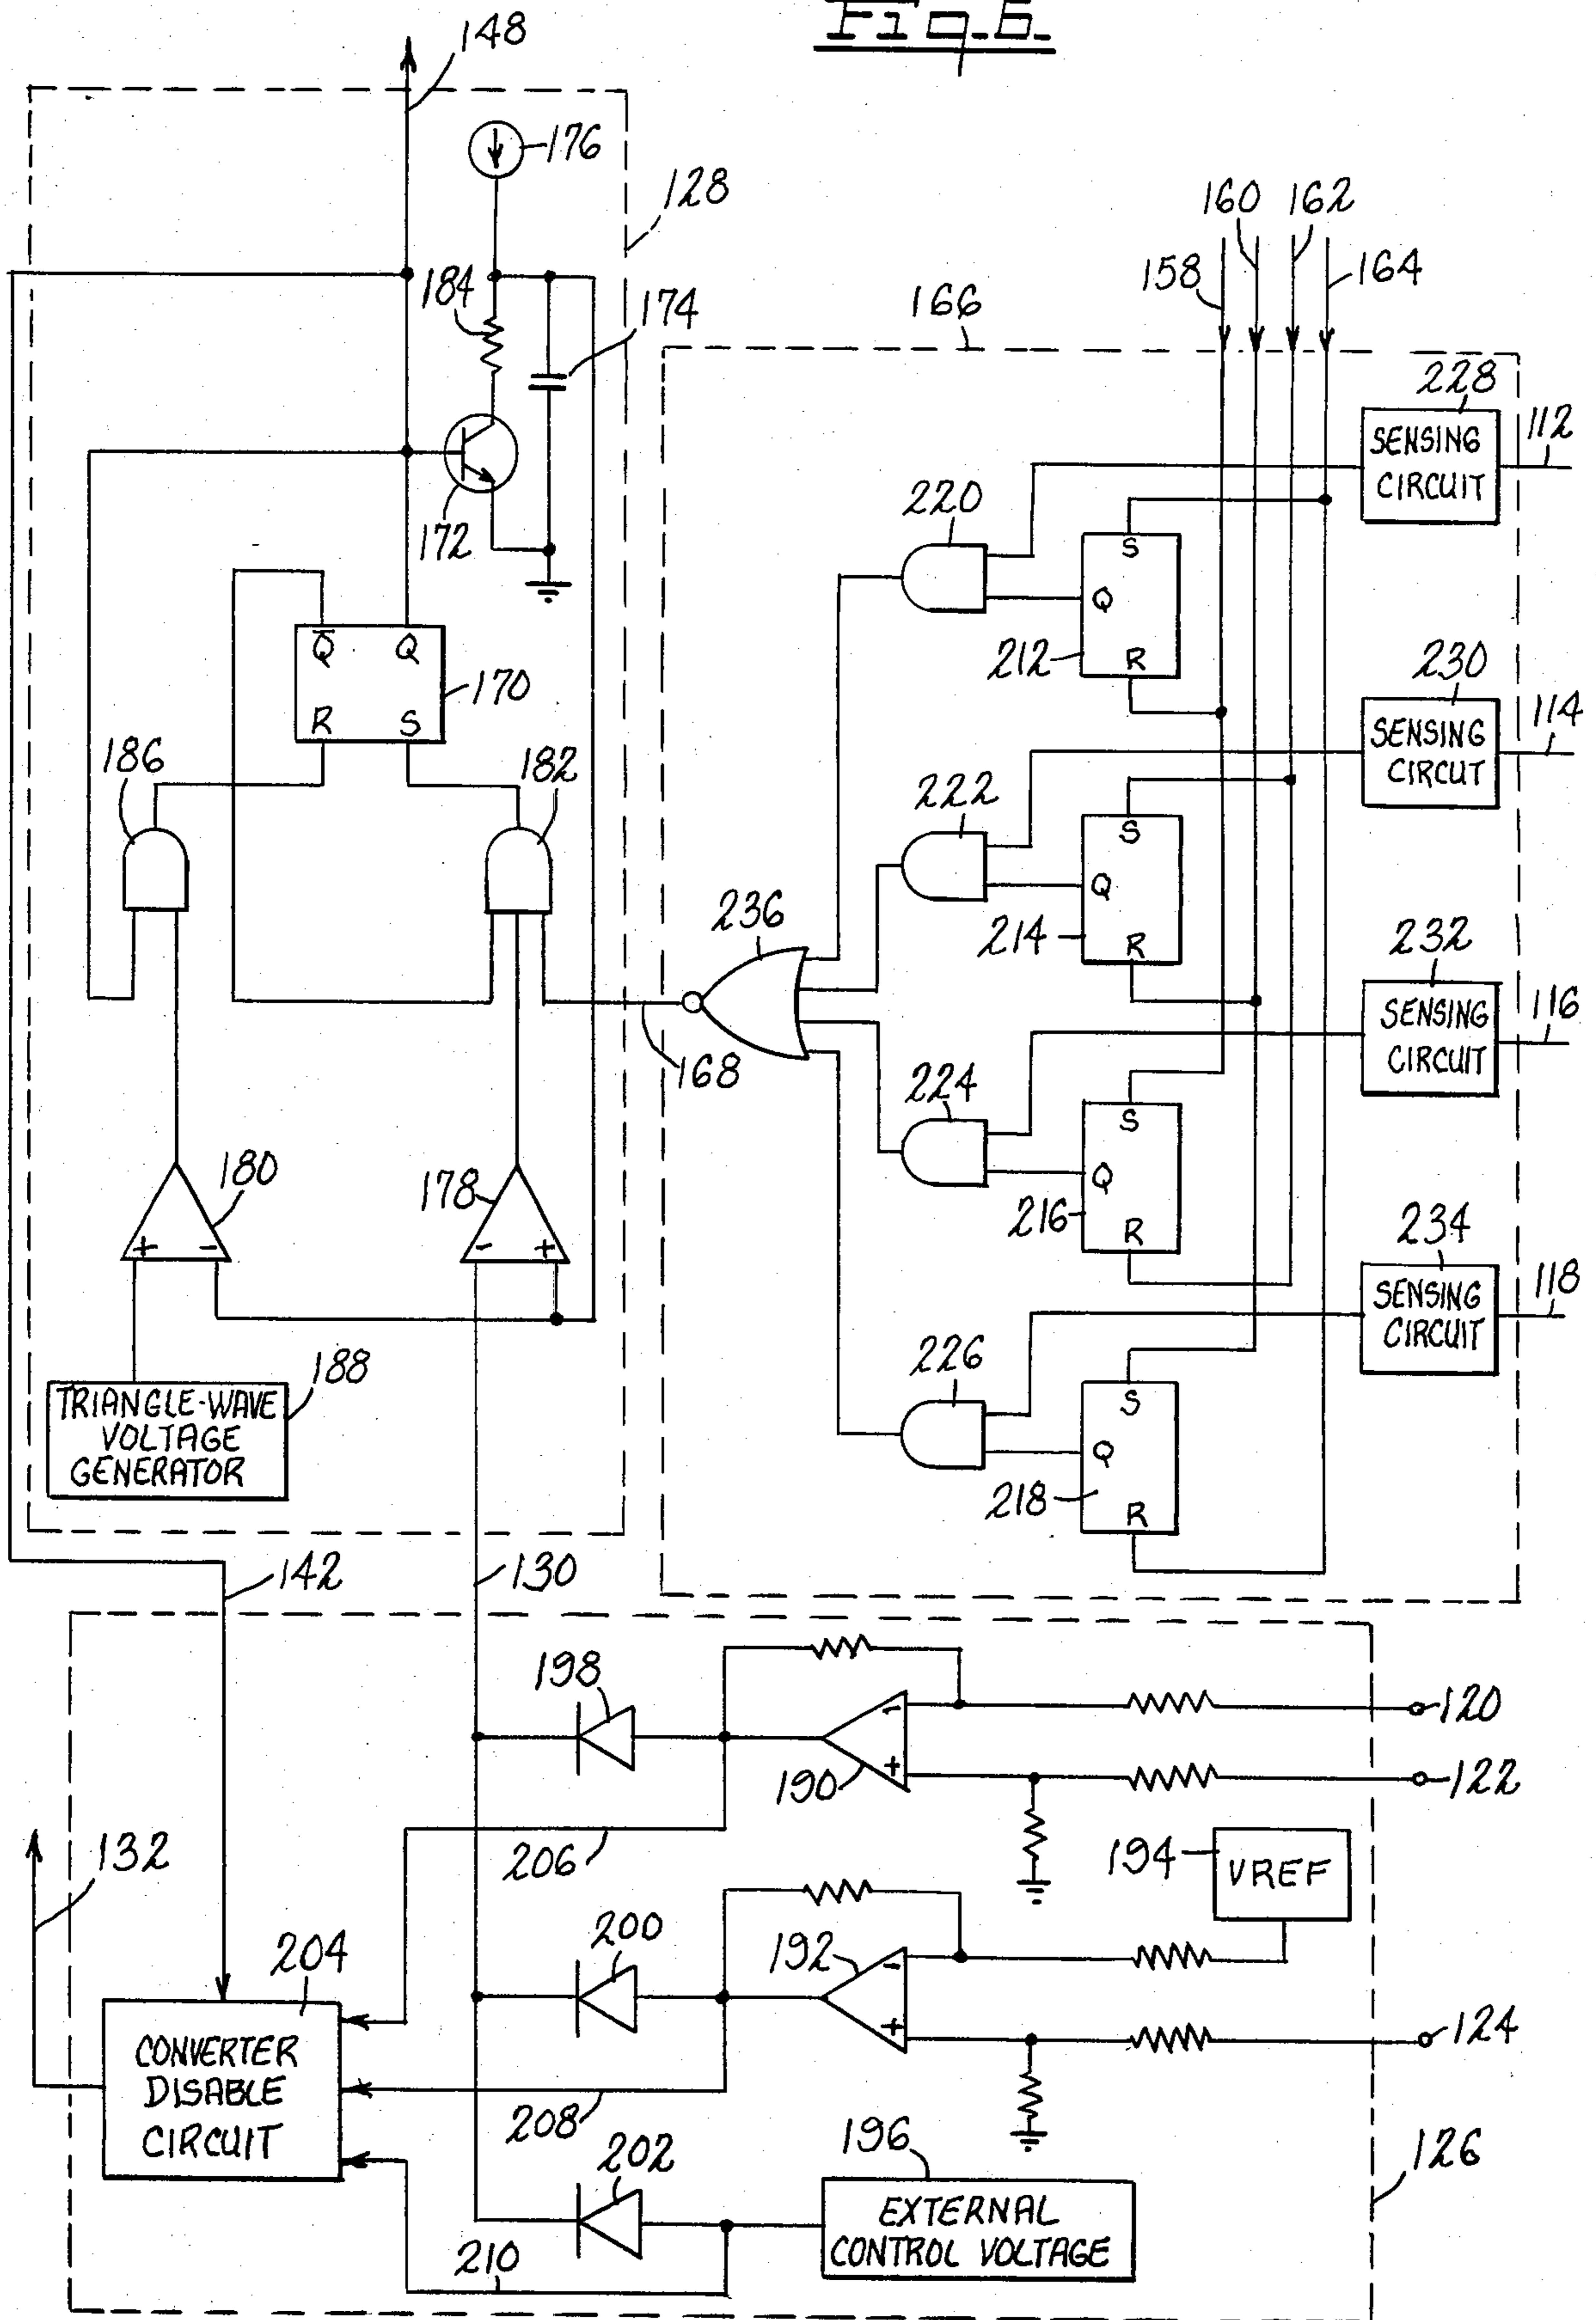 Fig.6.
148
176
128
160
162
158
164
184
174
166
228
SENSING
CIRCUIT
112
220
172
S
Q
R
212
Q̅
Q
R
S
170
230
SENSING
CIRCUT
114
186
182
222
S
Q
R
214
236
232
SENSING
CIRCUIT
116
168
224
S
Q
R
216
180
178
+
-
-
+
234
SENSING
CIRCUIT
118
188
TRIANGLE-WAVE
VOLTAGE
GENERATOR
226
S
Q
R
218
142
130
198
-
+
190
120
122
206
194
VREF
132
200
192
-
+
124
204
CONVERTER
DISABLE
CIRCUIT
208
202
196
EXTERNAL
CONTROL VOLTAGE
126
210